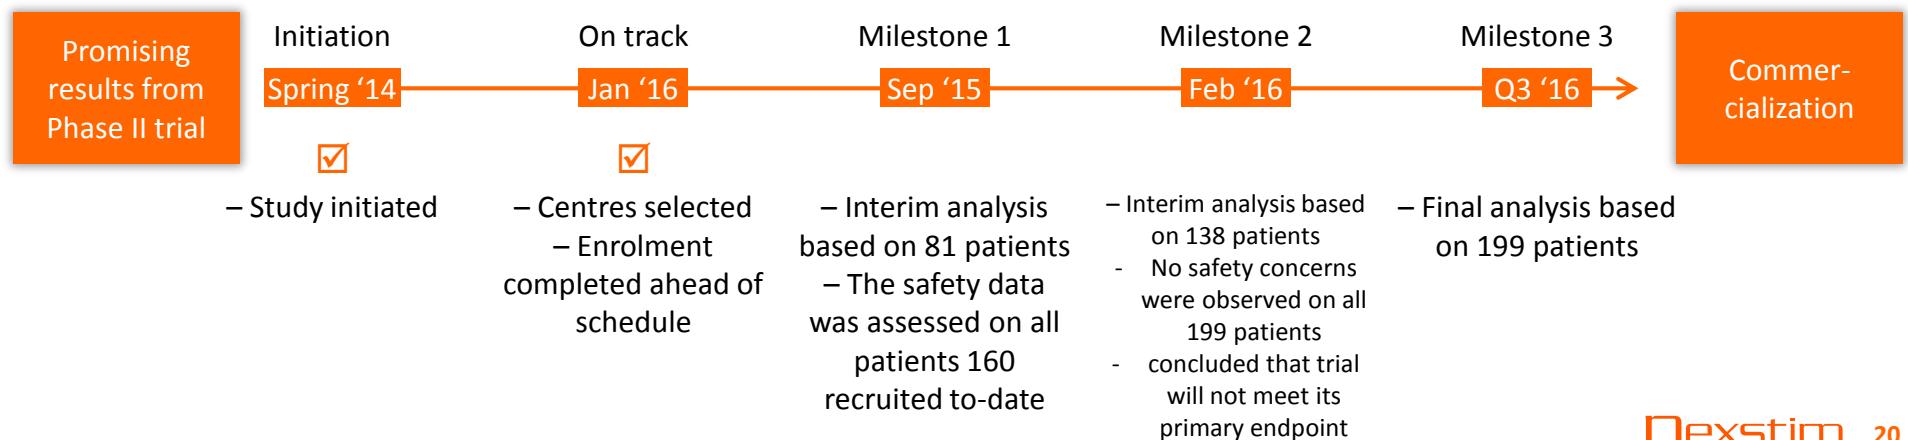 Promising
results from
Phase II trial
Initiation
Spring ‘14
– Study initiated
On track
Jan ‘16
– Centres selected
– Enrolment
completed ahead of
schedule
Milestone 1
Sep ‘15
– Interim analysis
based on 81 patients
– The safety data
was assessed on all
patients 160
recruited to-date
Milestone 2
Feb ‘16
– Interim analysis based
on 138 patients
- No safety concerns
were observed on all
199 patients
- concluded that trial
will not meet its
primary endpoint
Milestone 3
Q3 ‘16
– Final analysis based
on 199 patients
Commer-
cialization
nexstim 20